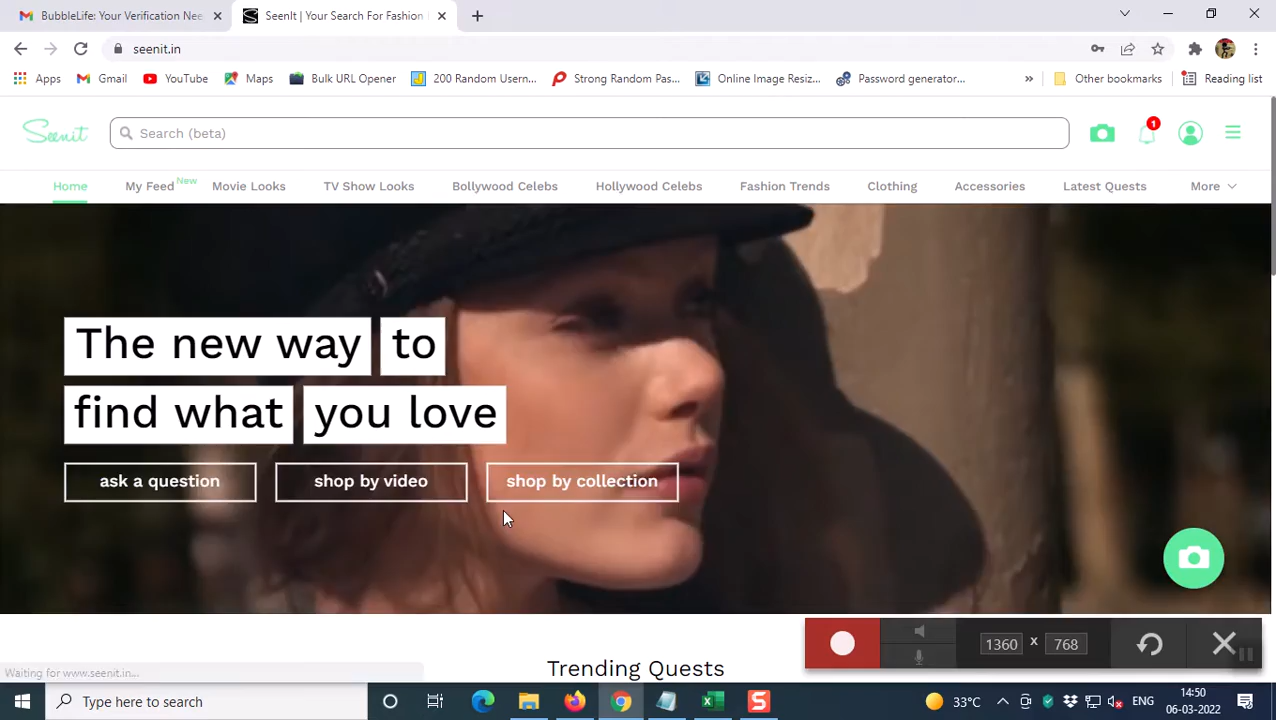 BubbleLife: Your Verification Nee
SeenIt | Your Search For Fashion
seenit.in
Apps
Gmail
YouTube
Maps
Bulk URL Opener
200 Random Usern...
Strong Random Pas...
Online Image Resiz...
Password generator...
»
Other bookmarks
Reading list
Seenit
Search (beta)
1
Home
My Feed New
Movie Looks
TV Show Looks
Bollywood Celebs
Hollywood Celebs
Fashion Trends
Clothing
Accessories
Latest Quests
More
The new way to
find what you love
ask a question
shop by video
shop by collection
1360 x 768
Waiting for www.seenit.in...
Trending Quests
Type here to search
33°C
ENG
14:50
06-03-2022